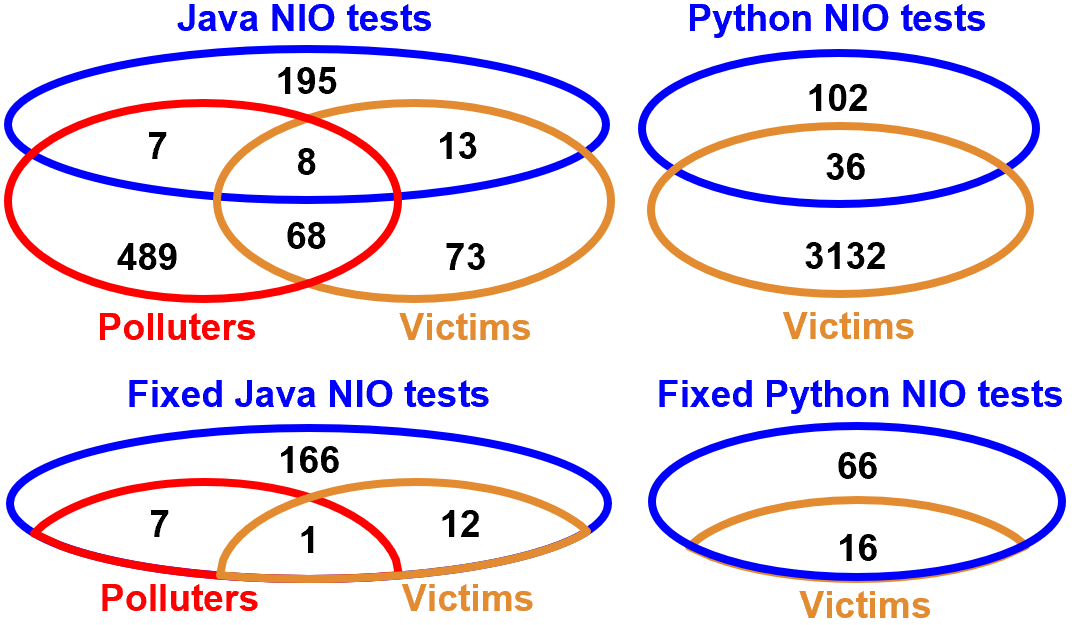 Java NIO tests
Python NIO tests
195
102
7
8
13
36
489
68
73
3132
Polluters
Victims
Victims
Fixed Java NIO tests
Fixed Python NIO tests
166
66
7
1
12
16
Polluters
Victims
Victims